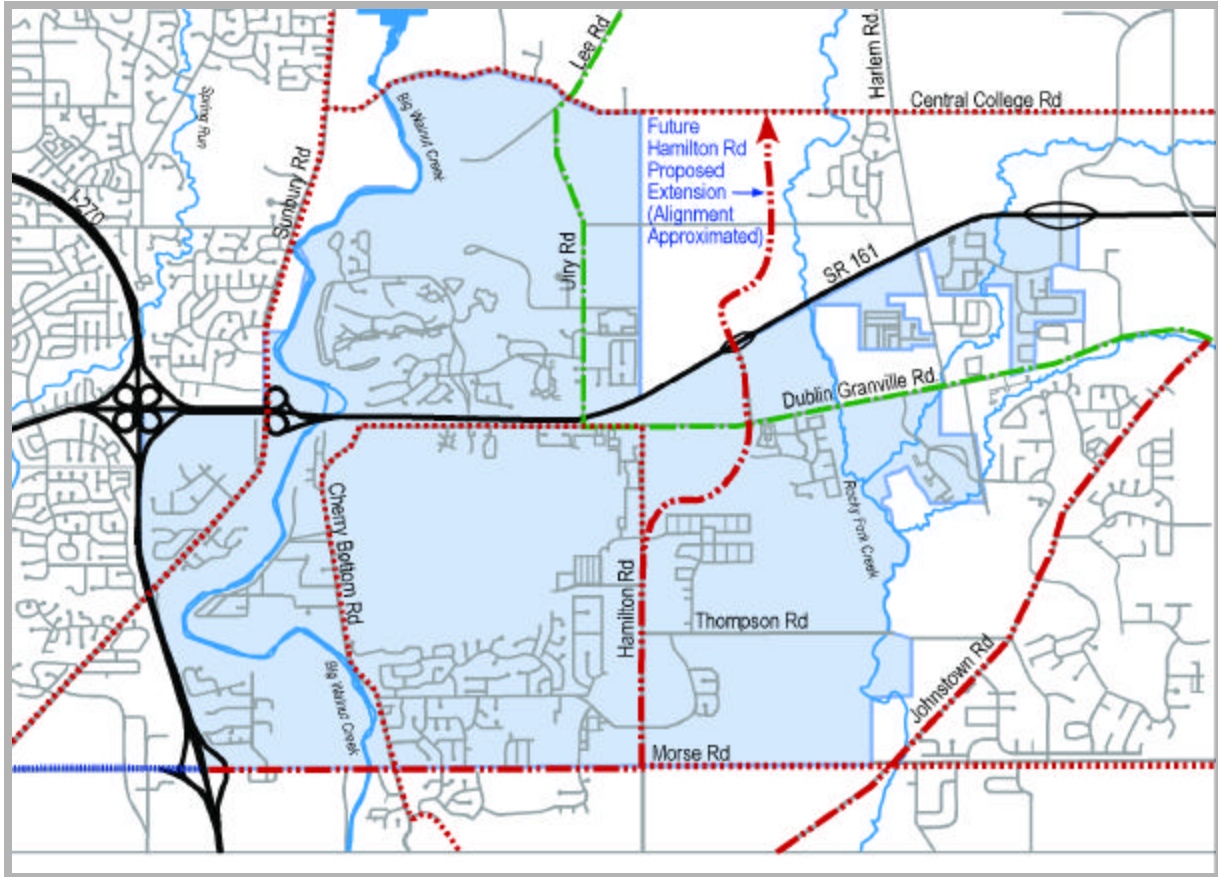 Lee Rd
Harlem Rd
Central College Rd
Spring Run
Big Walnut Creek
Future
Hamilton Rd
Proposed
Extension
(Alignment
Approximated)
I-270
Sunbury Rd
Ulry Rd
SR 161
Dublin Granville Rd
Cherry Bottom Rd
Rocky Fork Creek
Hamilton Rd
Thompson Rd
Johnstown Rd
Big Walnut Creek
Morse Rd